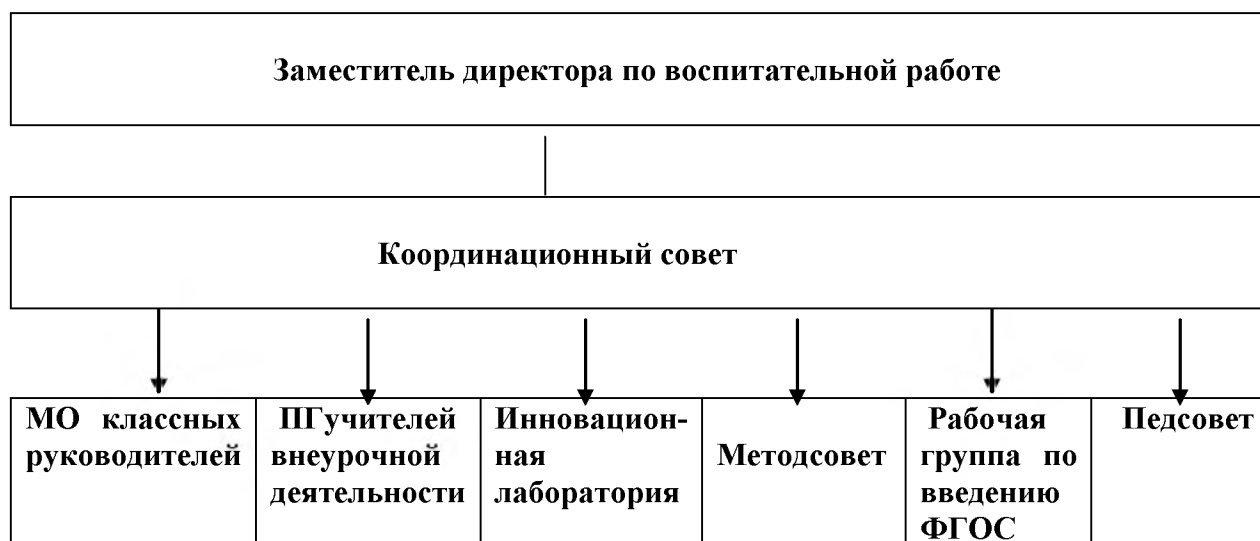 Заместитель директора по воспитательной работе
Координационный совет
МО классных
руководителей
ПГучителей
внеурочной
деятельности
Инновацион-
ная
лаборатория
Методсовет
Рабочая
группа по
введению
ФГОС
Педсовет